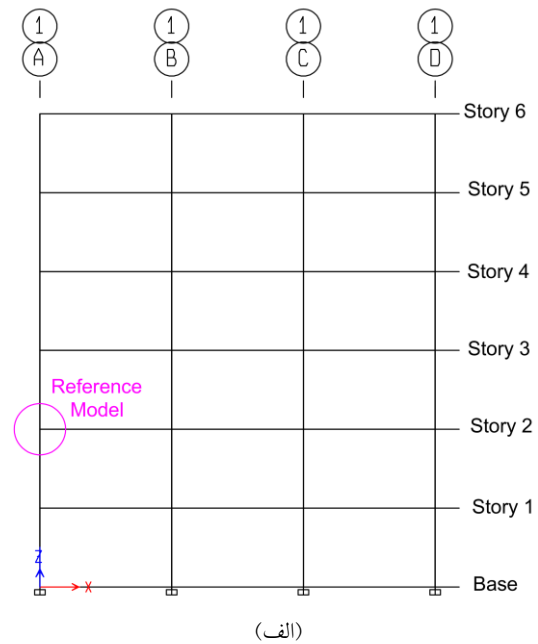 1 1 1 1
A B C D
Story 6
Story 5
Story 4
Story 3
Reference
Model
Story 2
Story 1
Z
X
Base
(الف)